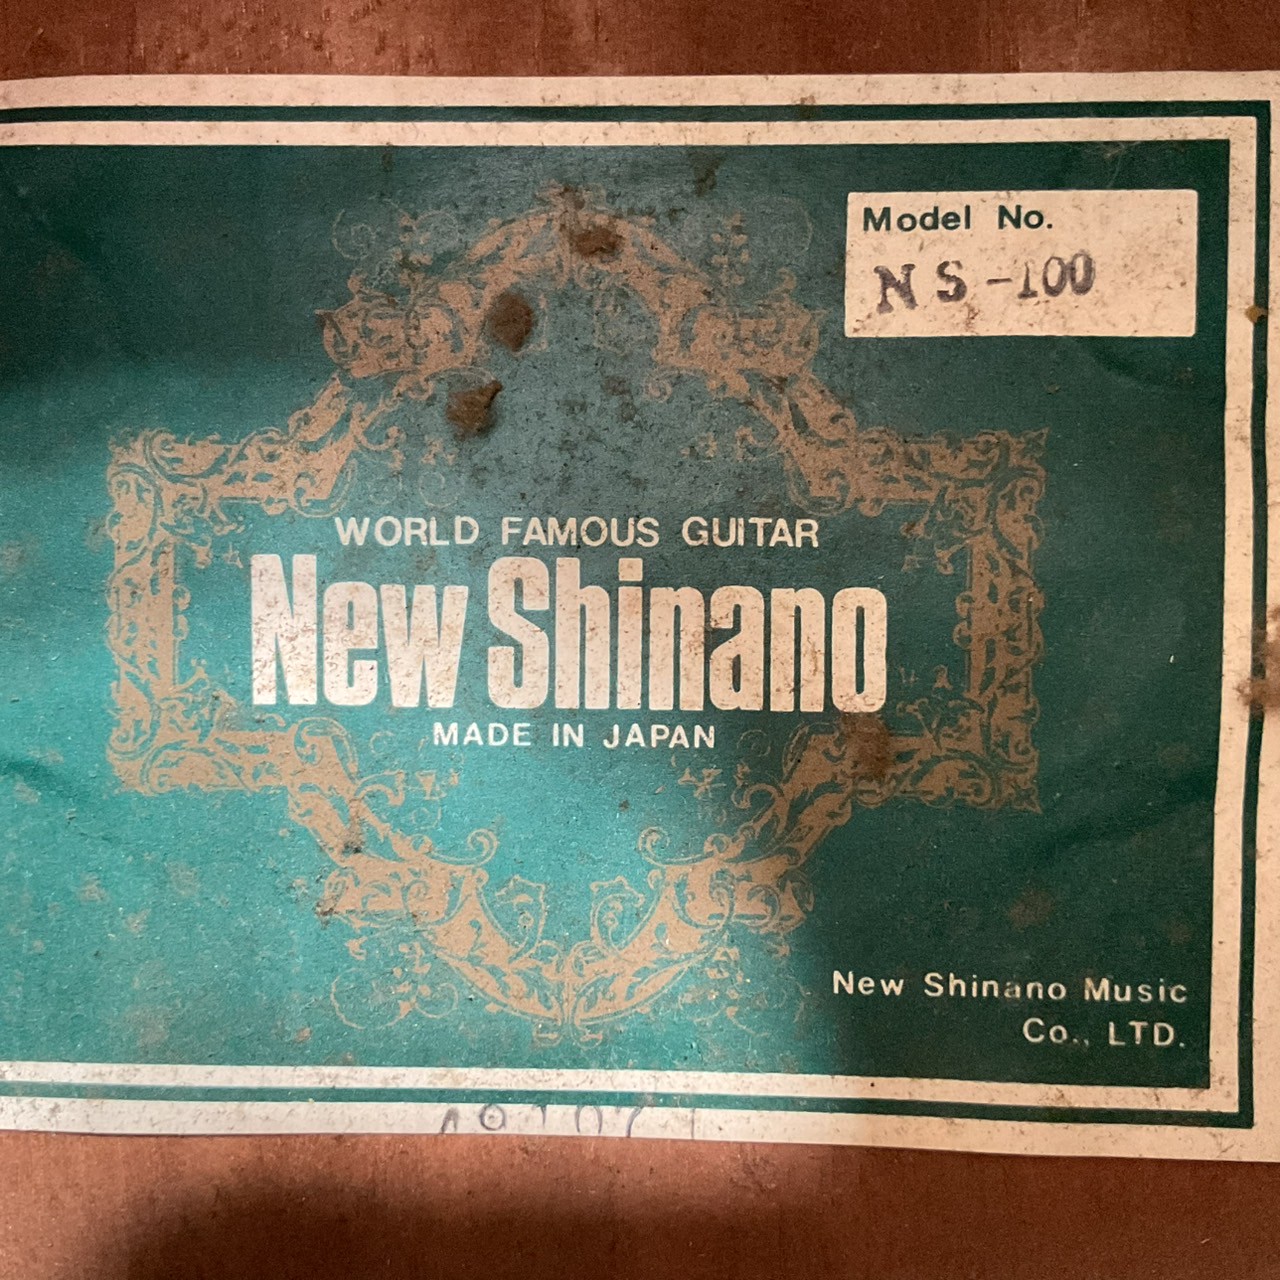 Model No.
NS-100
WORLD FAMOUS GUITAR
New Shinano
MADE IN JAPAN
New Shinano Music
Co., LTD.